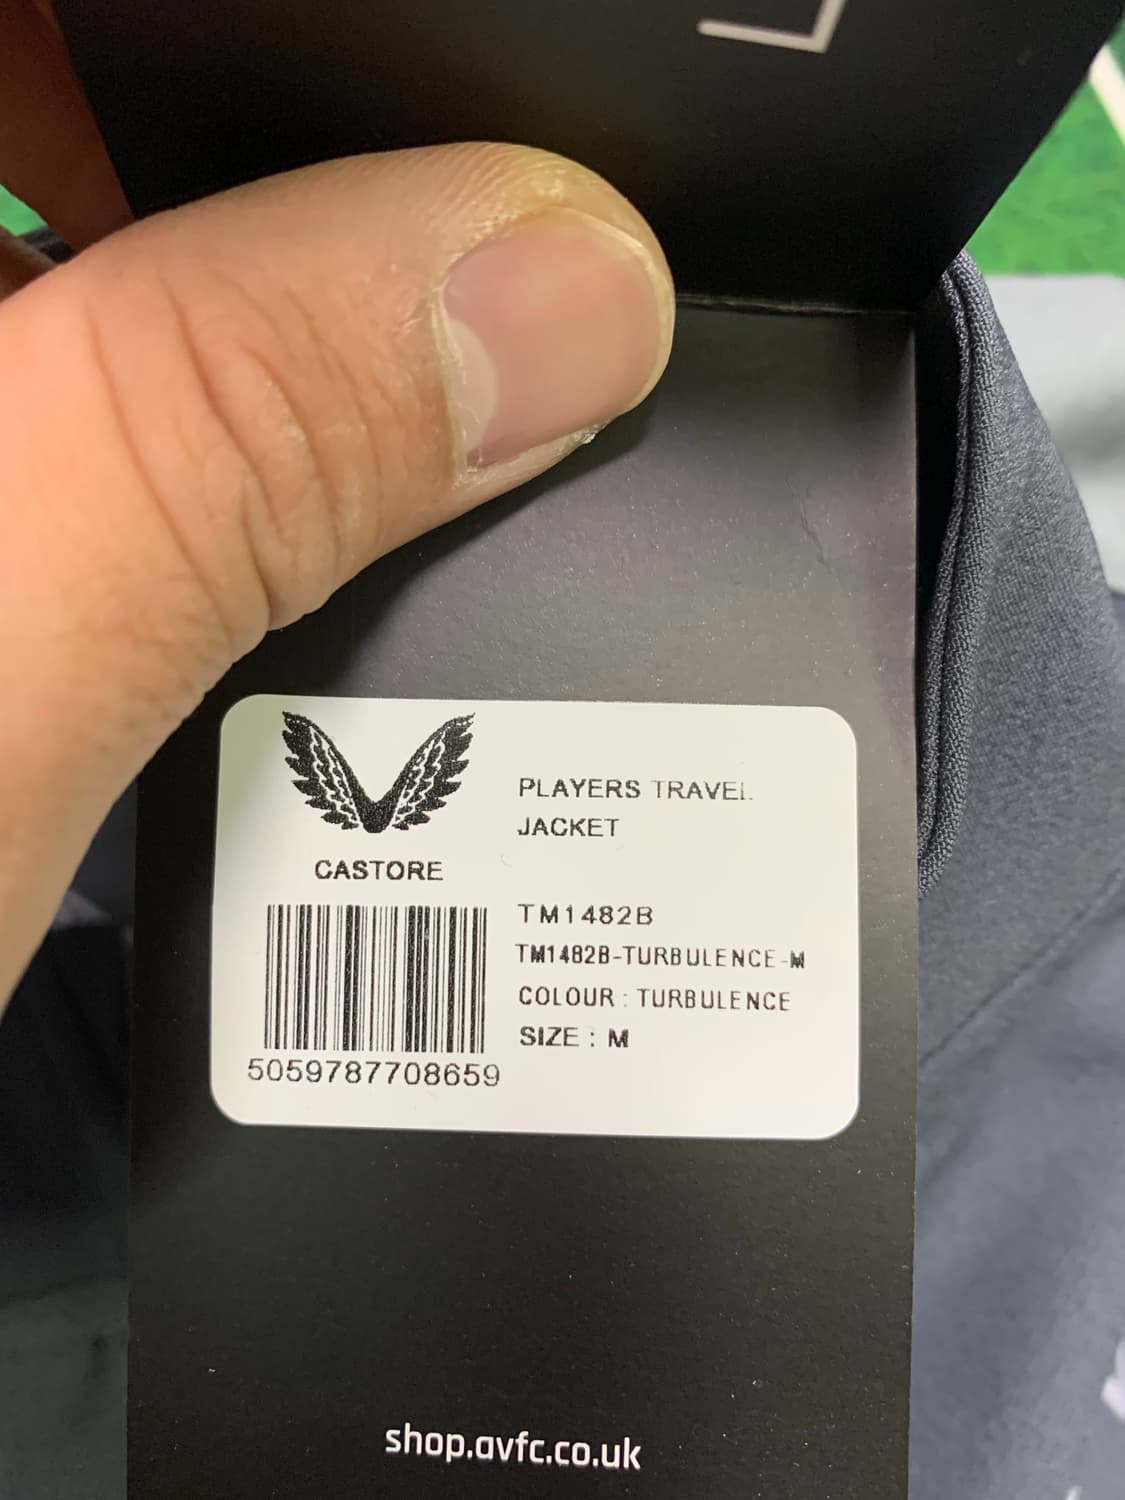 PLAYERS TRAVEL
JACKET
CASTORE
TM1482B
TM1482B-TURBULENCE-M
COLOUR : TURBULENCE
SIZE : M
5059787708659
shop.avfc.co.uk